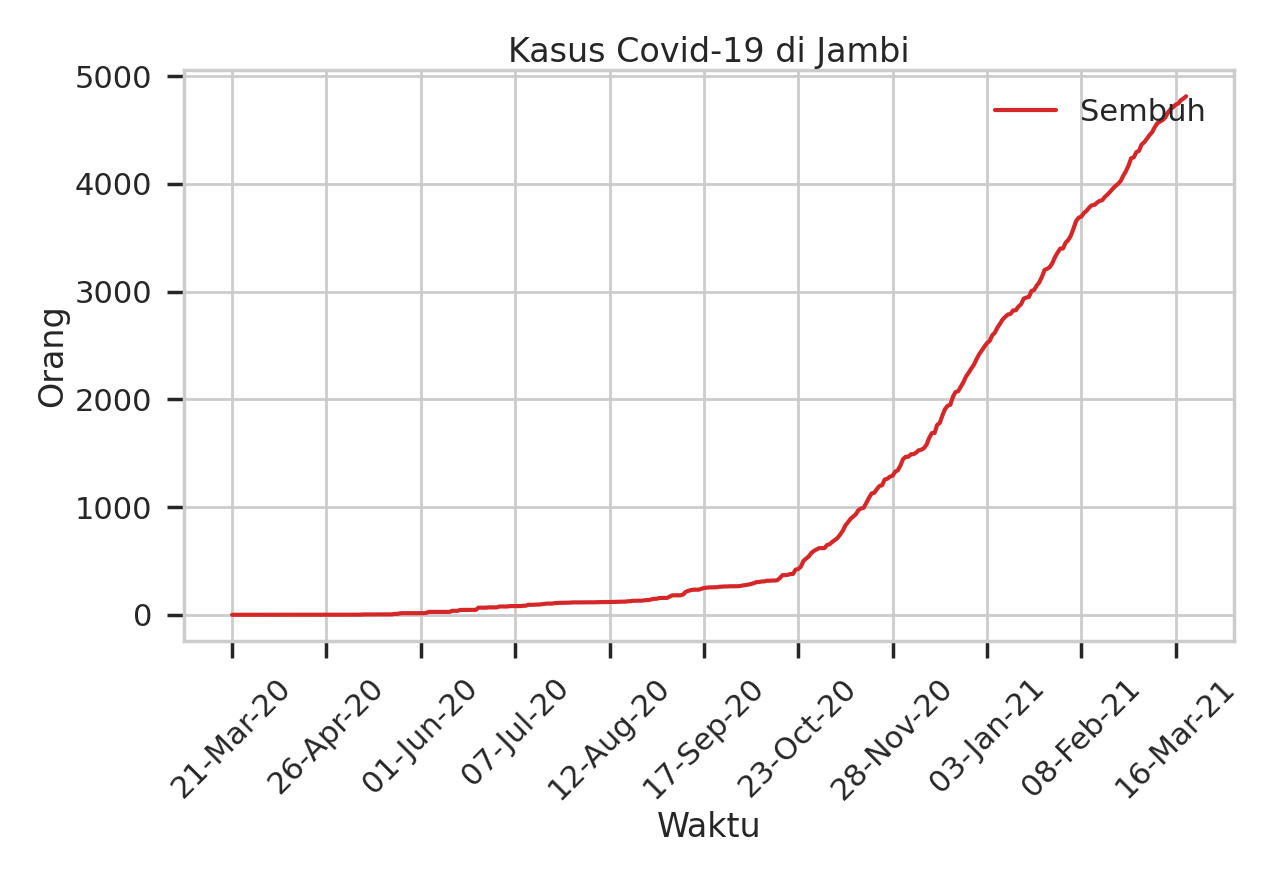 Kasus Covid-19 di Jambi
5000
4000
3000
2000
1000
0
Orang
Sembuh
21-Mar-20
26-Apr-20
01-Jun-20
07-Jul-20
12-Aug-20
17-Sep-20
23-Oct-20
28-Nov-20
03-Jan-21
08-Feb-21
16-Mar-21
Waktu